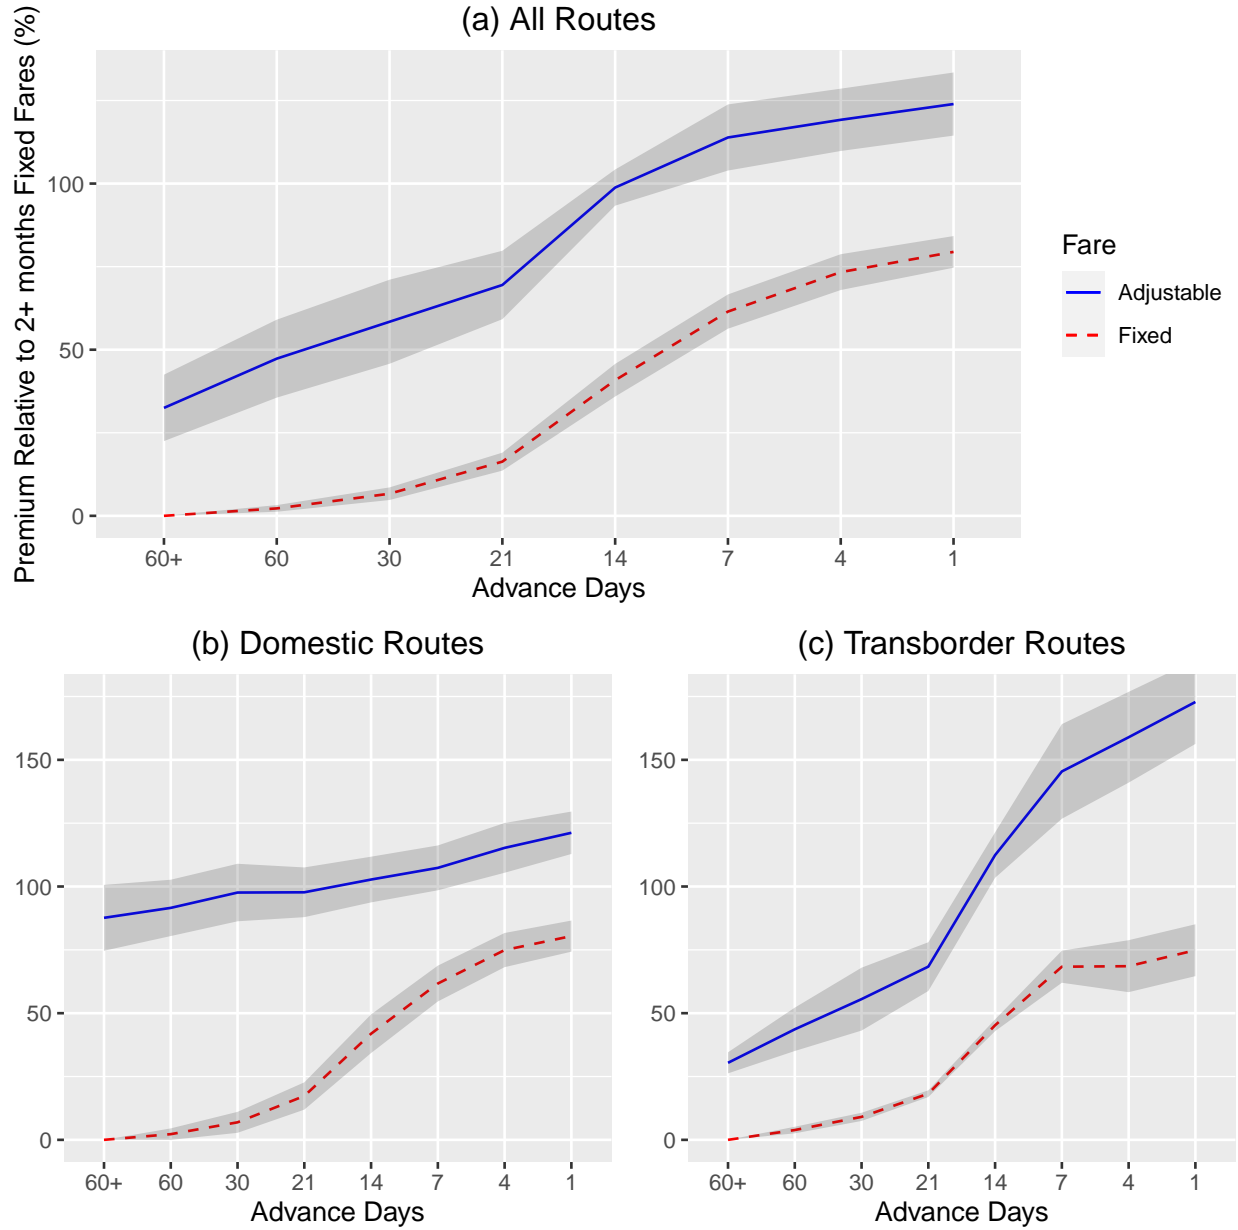 (a) All Routes
Premium Relative to 2+ months Fixed Fares (%)
100
50
0
60+ 60 30 21 14 7 4 1
Advance Days
Fare
Adjustable
Fixed
(b) Domestic Routes
150
100
50
0
60+ 60 30 21 14 7 4 1
Advance Days
(c) Transborder Routes
150
100
50
0
60+ 60 30 21 14 7 4 1
Advance Days